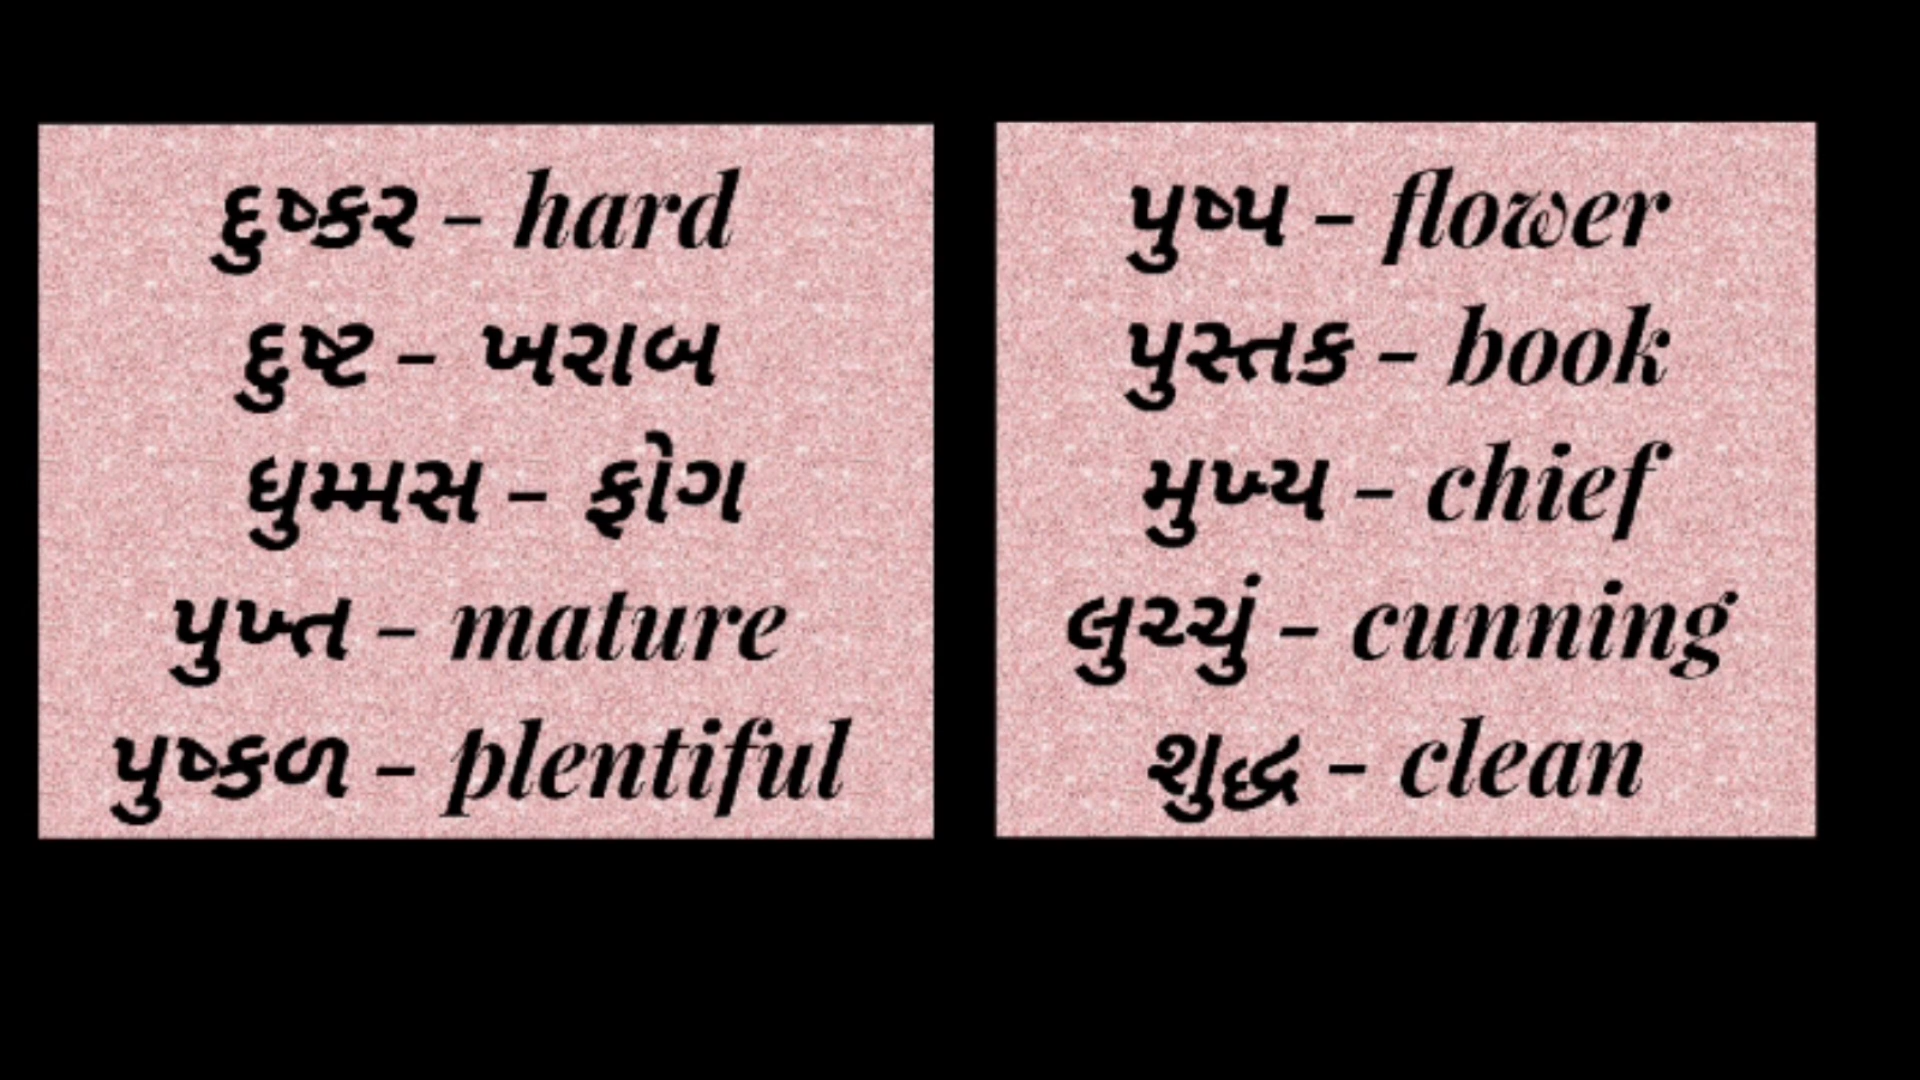 દુષ્કર – hard
દુષ્ટ – ખરાબ
ધુમ્મસ – ફોગ
પુખ્ત – mature
પુષ્કળ – plentiful
પુષ્પ – flower
પુસ્તક – book
મુખ્ય – chief
લુચ્ચું – cunning
શુદ્ધ – clean